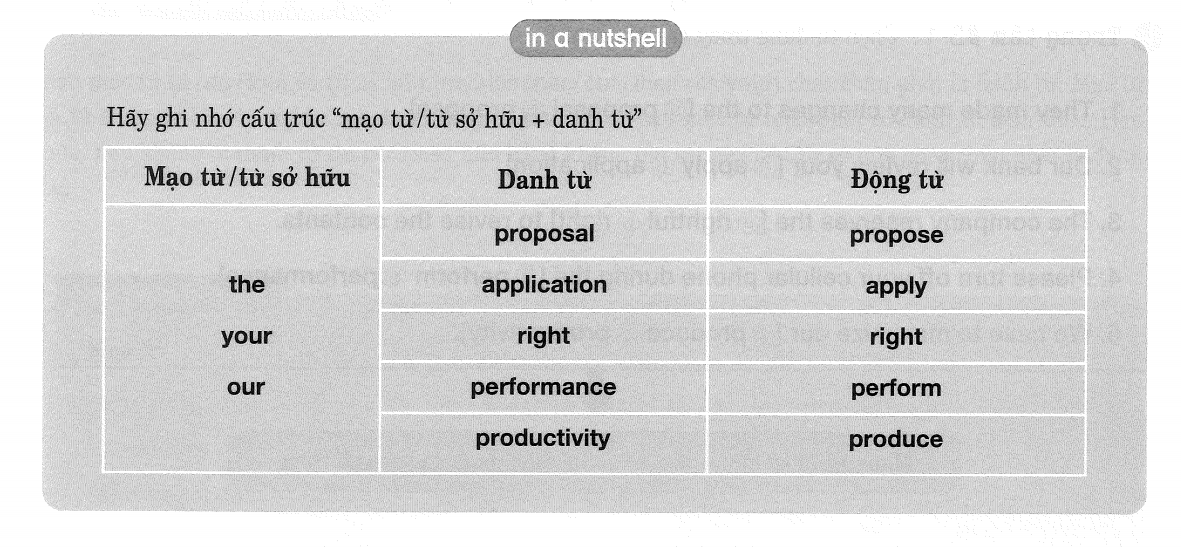 in a nutshell
Hãy ghi nhớ cấu trúc “mạo từ/từ sở hữu + danh từ”
Mạo từ/từ sở hữu Danh từ Động từ
proposal propose
the application apply
your right right
our performance perform
productivity produce